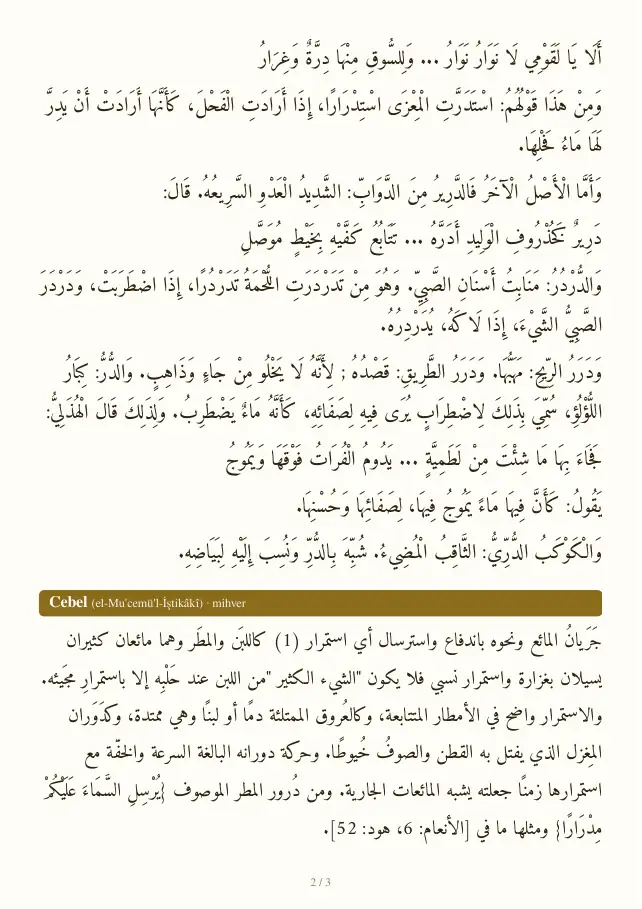 أَلَا يَا لَقَوْمِي لَا نَوَارُ نَوَارُ ... وَلِلسُّوقِ مِنْهَا دِرَّةٌ وَغِرَارُ
وَمِنْ هَذَا قَوْلُهُمْ: اسْتَدَرَّتِ الْمِعْزَى اسْتِدْرَارًا، إِذَا أَرَادَتِ الْفَحْلَ، كَأَنَّهَا أَرَادَتْ أَنْ يَدِرَّ
لَهَا مَاءُ فَحْلِهَا.
وَأَمَّا الْأَصْلُ الْآخَرُ فَالدَّرِيرُ مِنَ الدَّوَابِّ: الشَّدِيدُ الْعَدْوِ السَّرِيعُهُ. قَالَ:
دَرِيرٌ كَخُذْرُوفِ الْوَلِيدِ أَدَرَّهُ ... تَتَابُعُ كَفَّيْهِ بِخَيْطٍ مُوَصَّلِ
وَالدُّرْدُرُ: مَنَابِتُ أَسْنَانِ الصَّبِيِّ. وَهُوَ مِنْ تَدَرْدَرَتِ اللُّحْمَةُ تَدَرْدُرًا، إِذَا اضْطَرَبَتْ، وَدَرْدَرَ
الصَّبِيُّ الشَّيْءَ، إِذَا لَاكَهُ، يُدَرْدِرُهُ.
وَدَرَرُ الرِّيحِ: مَهَبُّهَا. وَدَرَرُ الطَّرِيقِ: قَصْدُهُ ; لِأَنَّهُ لَا يَخْلُو مِنْ جَاءٍ وَذَاهِبٍ. وَالدُّرُّ: كِبَارُ
اللُّؤْلُؤِ، سُمِّيَ بِذَلِكَ لِاضْطِرَابٍ يُرَى فِيهِ لِصَفَائِهِ، كَأَنَّهُ مَاءٌ يَضْطَرِبُ. وَلِذَلِكَ قَالَ الْهُذَلِيُّ:
فَجَاءَ بِهَا مَا شِئْتَ مِنْ لَطَمِيَّةٍ ... يَدُومُ الْفُرَاتُ فَوْقَهَا وَيَمُوجُ
يَقُولُ: كَأَنَّ فِيهَا مَاءً يَمُوجُ فِيهَا، لِصَفَائِهَا وَحُسْنِهَا.
وَالْكَوْكَبُ الدُّرِّيُّ: الثَّاقِبُ الْمُضِيءُ. شُبِّهَ بِالدُّرِّ وَنُسِبَ إِلَيْهِ لِبَيَاضِهِ.
Cebel (el-Mu'cemü'l-İştikâkî) · mihver
جَرَيانُ المائع ونحوه باندفاع واسترسال أي استمرار (1) كاللبَن والمطَر وهما مائعان كثيران
يسيلان بغزارة واستمرار نسبي فلا يكون "الشيء الكثير "من اللبن عند حَلْبِه إلا باستمرارِ مجَيئه.
والاستمرار واضح في الأمطار المتتابعة، وكالعُروق الممتلئة دمًا أو لبنًا وهي ممتدة، وكدَوَران
المِغزل الذي يفتل به القطن والصوفُ خُيوطًا. وحركة دورانه البالغة السرعة والخفّة مع
استمرارها زمنًا جعلته يشبه المائعات الجارية. ومن دُرور المطر الموصوف {يُرْسِلِ السَّمَاءَ عَلَيْكُمْ
مِدْرَارًا} ومثلها ما في [الأنعام: 6، هود: 52].
2 / 3